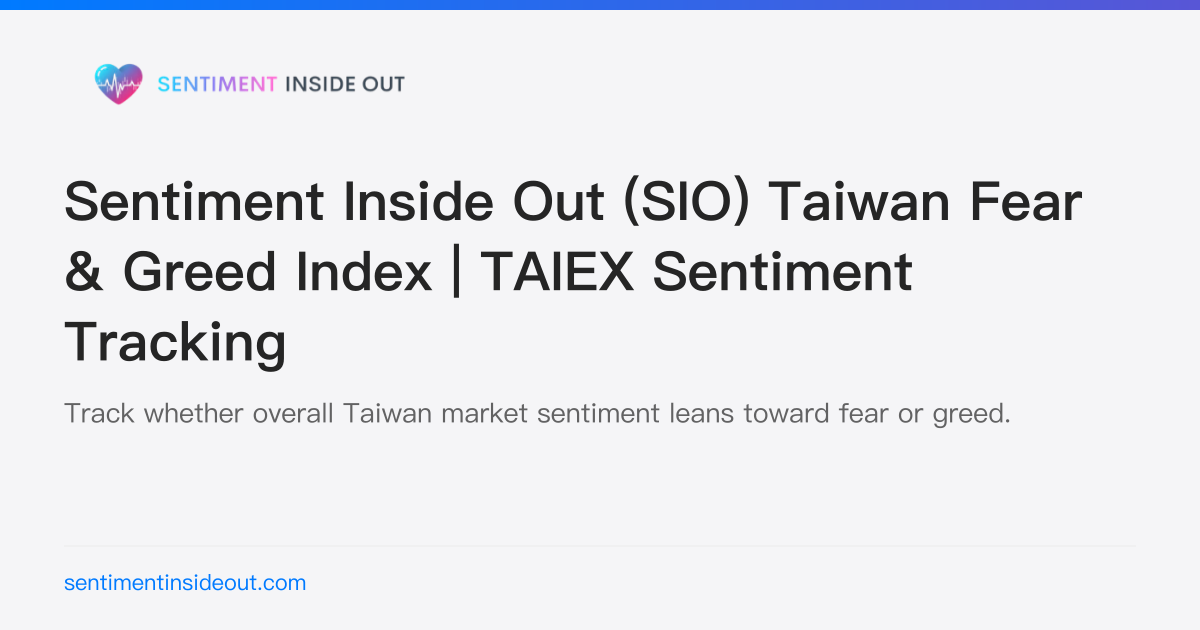 SENTIMENT INSIDE OUT
Sentiment Inside Out (SIO) Taiwan Fear
& Greed Index | TAIEX Sentiment
Tracking
Track whether overall Taiwan market sentiment leans toward fear or greed.
sentimentinsideout.com